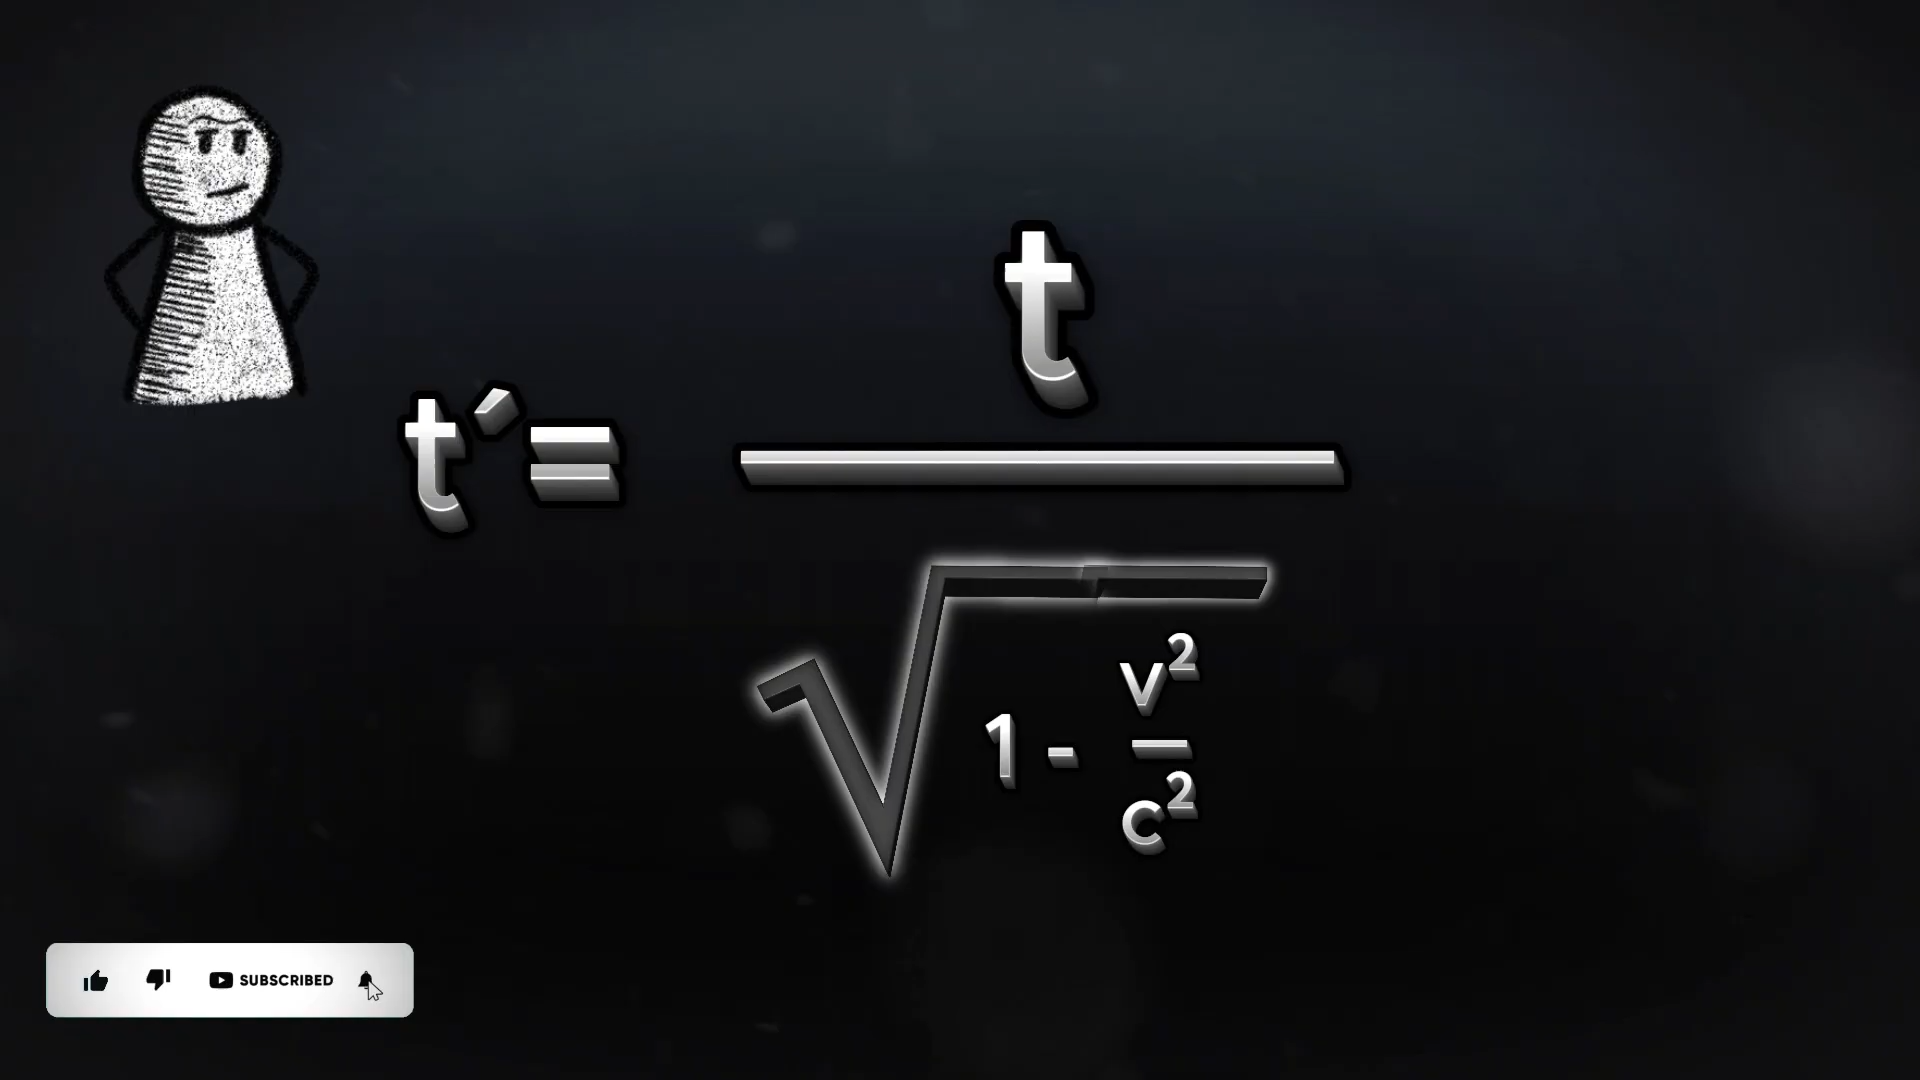 t
t´=
√
1 - v²
c²
SUBSCRIBED